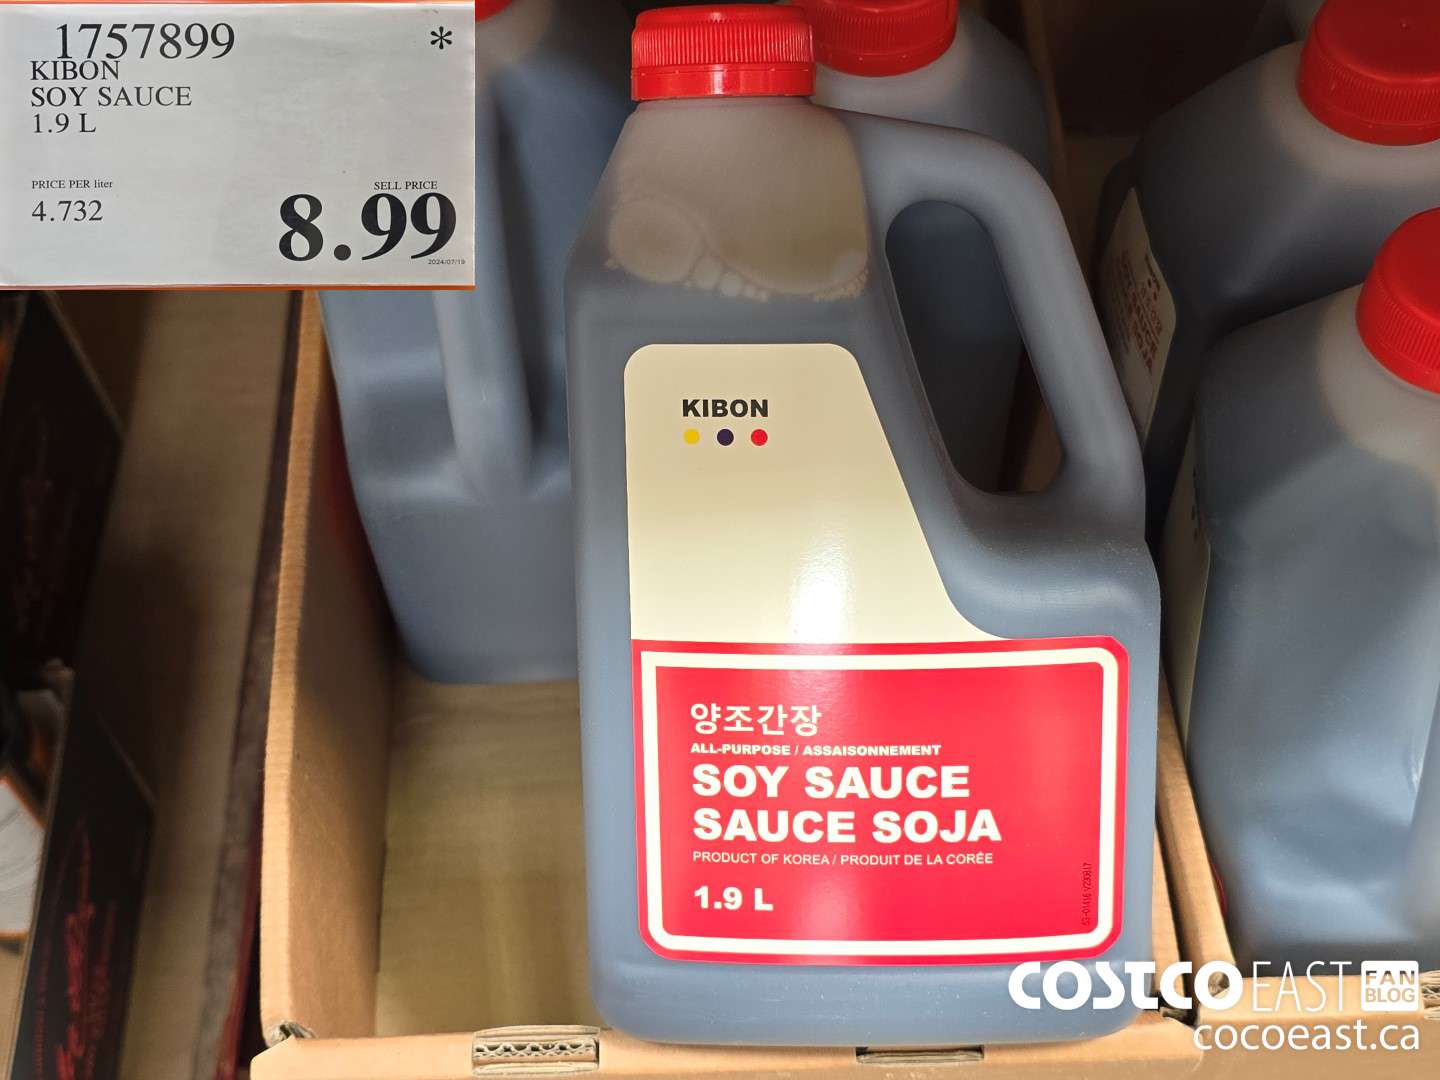 1757899 *
KIBON
SOY SAUCE
1.9 L
PRICE PER liter
4.732
SELL PRICE
8.99
2024/07/19
KIBON
양조간장
ALL-PURPOSE / ASSAISONNEMENT
SOY SAUCE
SAUCE SOJA
PRODUCT OF KOREA / PRODUIT DE LA CORÉE
1.9 L
COSTCO EAST FAN BLOG
cocoeast.ca